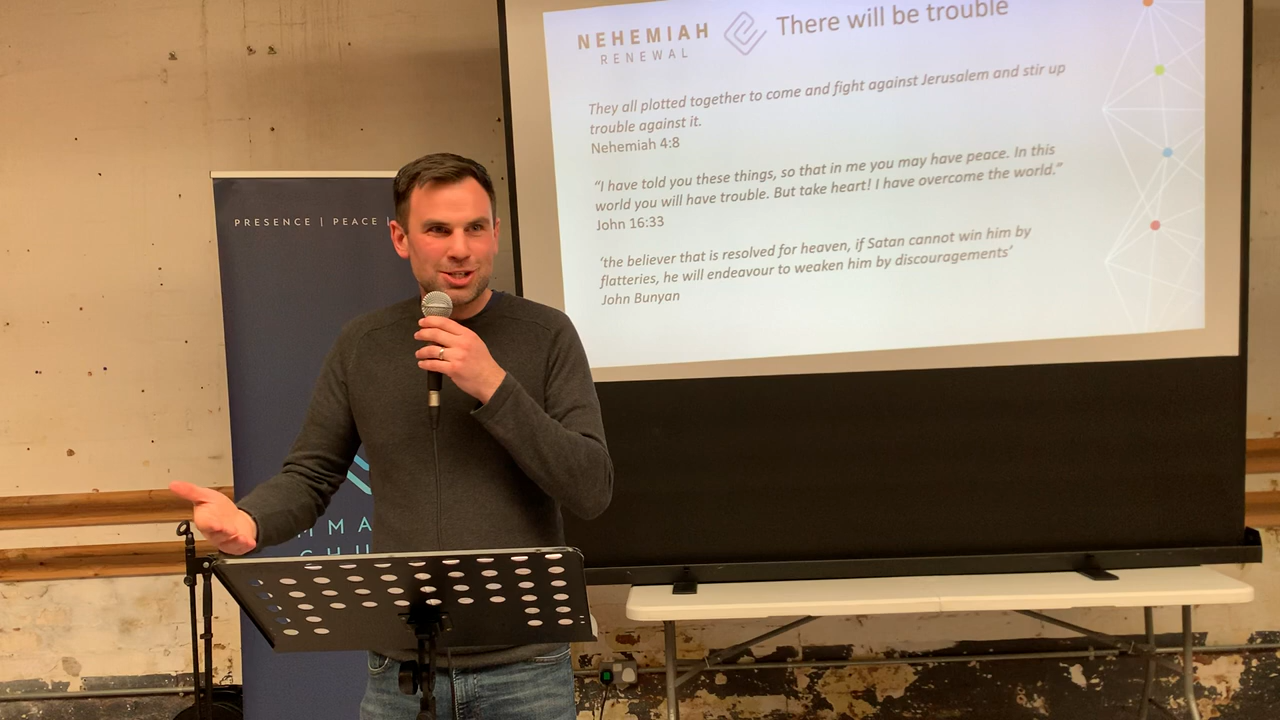 NEHEMIAH
RENEWAL
There will be trouble
They all plotted together to come and fight against Jerusalem and stir up
trouble against it.
Nehemiah 4:8
“I have told you these things, so that in me you may have peace. In this
world you will have trouble. But take heart! I have overcome the world.”
John 16:33
‘the believer that is resolved for heaven, if Satan cannot win him by
flatteries, he will endeavour to weaken him by discouragements’
John Bunyan
PRESENCE | PEACE |